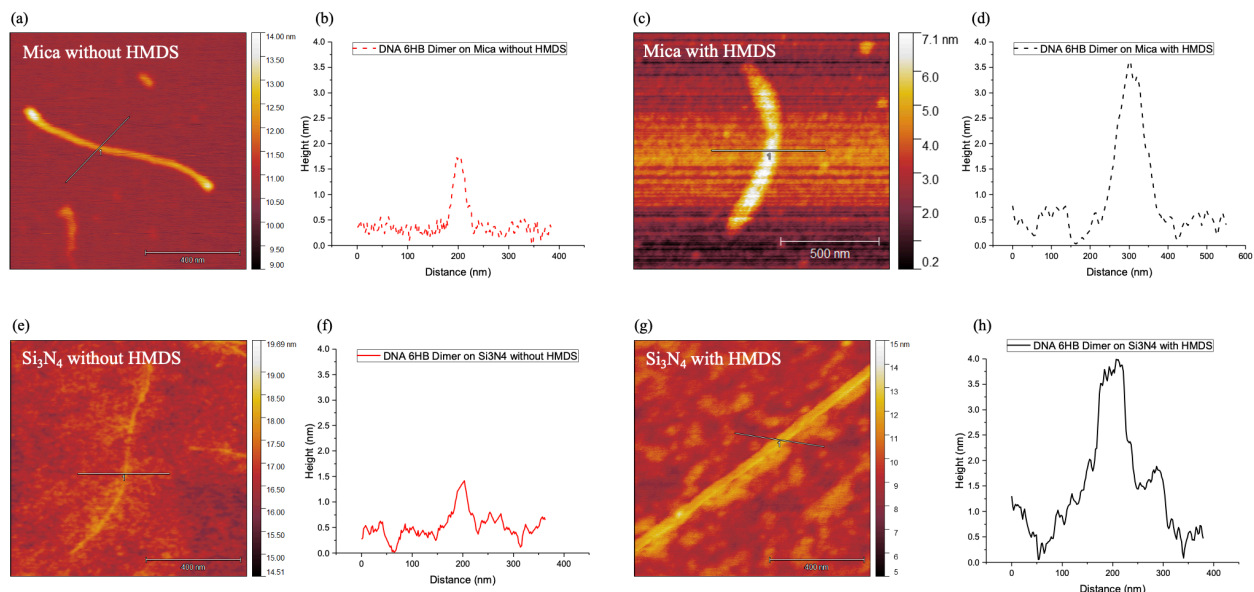 (a)
Mica without HMDS
400 nm
14.00 nm
13.00
12.50
12.00
11.50
11.00
10.50
10.00
9.50
9.00
1
(b)
DNA 6HB Dimer on Mica without HMDS
Height (nm)
4.0
3.5
3.0
2.5
2.0
1.5
1.0
0.5
0.0
0 100 200 300 400
Distance (nm)
(c)
Mica with HMDS
1
500 nm
7.1 nm
6.0
5.0
4.0
3.0
2.0
0.2
(d)
DNA 6HB Dimer on Mica with HMDS
Height (nm)
4.0
3.5
3.0
2.5
2.0
1.5
1.0
0.5
0.0
0 100 200 300 400 500 600
Distance (nm)
(e)
Si3N4 without HMDS
1
400 nm
19.69 nm
19.00
18.50
18.00
17.50
17.00
16.50
16.00
15.50
15.00
14.51
(f)
DNA 6HB Dimer on Si3N4 without HMDS
Height (nm)
4.0
3.5
3.0
2.5
2.0
1.5
1.0
0.5
0.0
0 100 200 300 400
Distance (nm)
(g)
Si3N4 with HMDS
1
400 nm
15 nm
14
13
12
11
10
9
8
7
6
5
(h)
DNA 6HB Dimer on Si3N4 with HMDS
Height (nm)
4.0
3.5
3.0
2.5
2.0
1.5
1.0
0.5
0.0
0 100 200 300 400
Distance (nm)